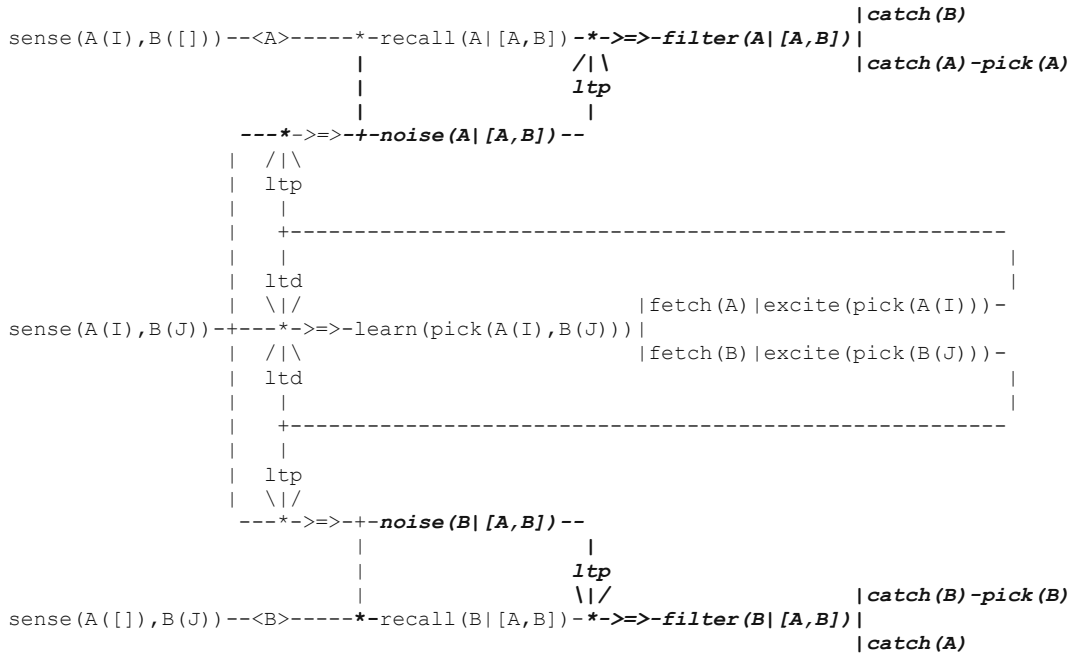 |catch(B)
sense(A(I),B([]))--<A>-----*-recall(A|[A,B])-*->=>-filter(A|[A,B])|
                           |                /|\                   |catch(A)-pick(A)
                           |                ltp
                           |                 |
                  ---*->=>-+-noise(A|[A,B])--
                 |  /|\
                 |  ltp
                 |   |
                 |   +--------------------------------------------------------
                 |   |                                                        |
                 |  ltd                                                       |
                 |  \|/                          |fetch(A)|excite(pick(A(I)))-
sense(A(I),B(J))-+---*->=>-learn(pick(A(I),B(J)))|
                 |  /|\                          |fetch(B)|excite(pick(B(J)))-
                 |  ltd                                                       |
                 |   |                                                        |
                 |   +--------------------------------------------------------
                 |   |
                 |  ltp
                 |  \|/
                  ---*->=>-+-noise(B|[A,B])--
                           |                 |
                           |                ltp
                           |                \|/                   |catch(B)-pick(B)
sense(A([]),B(J))--<B>-----*-recall(B|[A,B])-*->=>-filter(B|[A,B])|
                                                                  |catch(A)